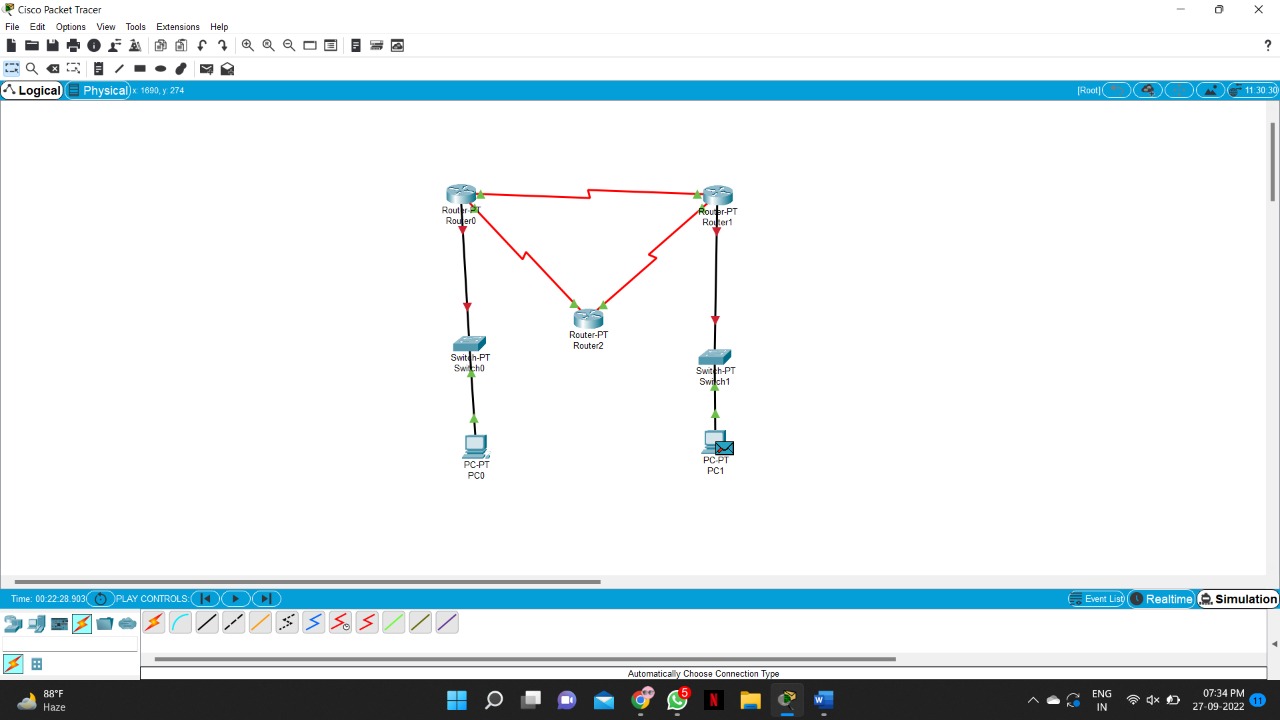 Cisco Packet Tracer
File Edit Options View Tools Extensions Help
?
Logical Physical x: 1690, y: 274 [Root] 11:30:30
Router-PT
Router0
Router-PT
Router1
Router-PT
Router2
Switch-PT
Switch0
Switch-PT
Switch1
PC-PT
PC0
PC-PT
PC1
Time: 00:22:28.903 PLAY CONTROLS: Event List Realtime Simulation
Automatically Choose Connection Type
88°F
Haze
5
N
W
ENG
IN
07:34 PM
27-09-2022
11